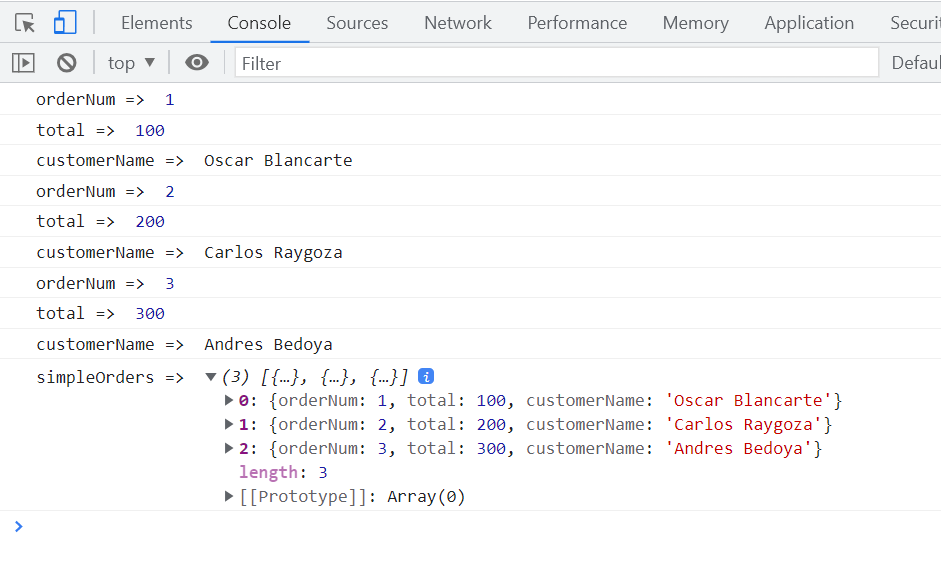 Elements Console Sources Network Performance Memory Application Securit
top ▼ Filter Defaul
orderNum => 1
total => 100
customerName => Oscar Blancarte
orderNum => 2
total => 200
customerName => Carlos Raygoza
orderNum => 3
total => 300
customerName => Andres Bedoya
simpleOrders => ▼(3) [{…}, {…}, {…}] i
▶0: {orderNum: 1, total: 100, customerName: 'Oscar Blancarte'}
▶1: {orderNum: 2, total: 200, customerName: 'Carlos Raygoza'}
▶2: {orderNum: 3, total: 300, customerName: 'Andres Bedoya'}
length: 3
▶[[Prototype]]: Array(0)
>